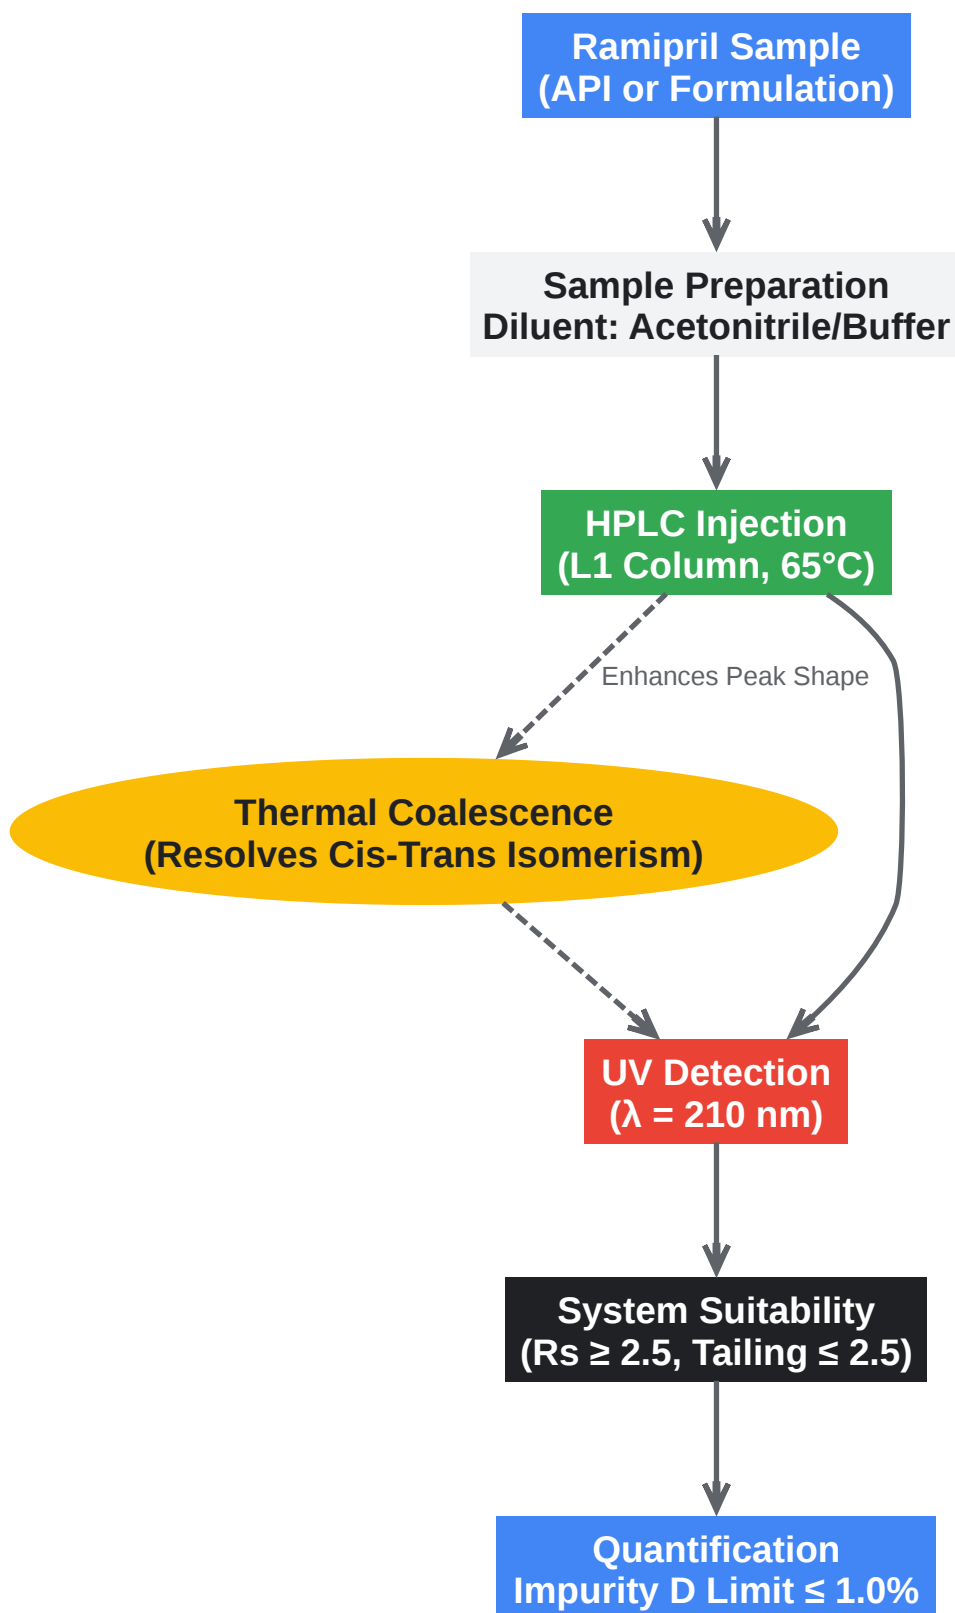 Ramipril Sample
(API or Formulation)
Sample Preparation
Diluent: Acetonitrile/Buffer
HPLC Injection
(L1 Column, 65°C)
Enhances Peak Shape
Thermal Coalescence
(Resolves Cis-Trans Isomerism)
UV Detection
(λ = 210 nm)
System Suitability
(Rs ≥ 2.5, Tailing ≤ 2.5)
Quantification
Impurity D Limit ≤ 1.0%